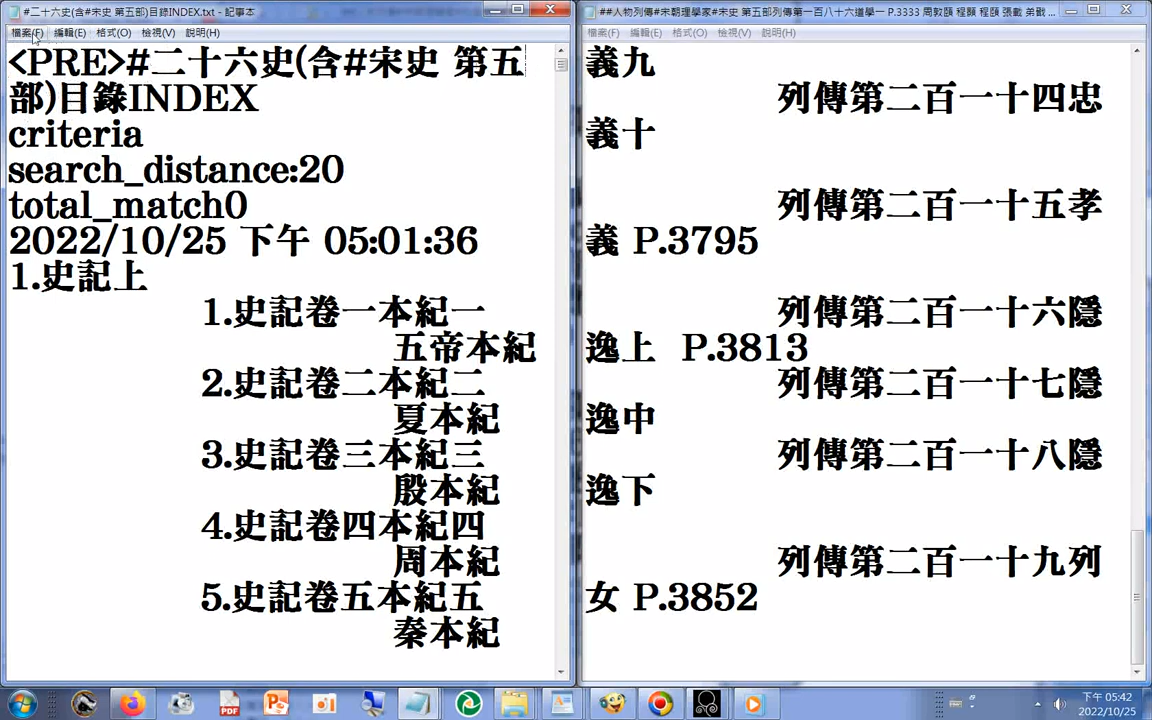 #二十六史(含#宋史 第五部)目錄INDEX.txt - 記事本
檔案(F) 編輯(E) 格式(O) 檢視(V) 說明(H)
<PRE>#二十六史(含#宋史 第五
部)目錄INDEX
criteria
search_distance:20
total_match0
2022/10/25 下午 05:01:36
1.史記上
1.史記卷一本紀一
五帝本紀
2.史記卷二本紀二
夏本紀
3.史記卷三本紀三
殷本紀
4.史記卷四本紀四
周本紀
5.史記卷五本紀五
秦本紀
##人物列傳#宋朝理學家#宋史 第五部列傳第一百八十六道學一 P.3333 周敦頤 程顥 程頤 張載 弟戩 ...
檔案(F) 編輯(E) 格式(O) 檢視(V) 說明(H)
義九
列傳第二百一十四忠
義十
列傳第二百一十五孝
義 P.3795
列傳第二百一十六隱
逸上 P.3813
列傳第二百一十七隱
逸中
列傳第二百一十八隱
逸下
列傳第二百一十九列
女 P.3852
下午 05:42
2022/10/25